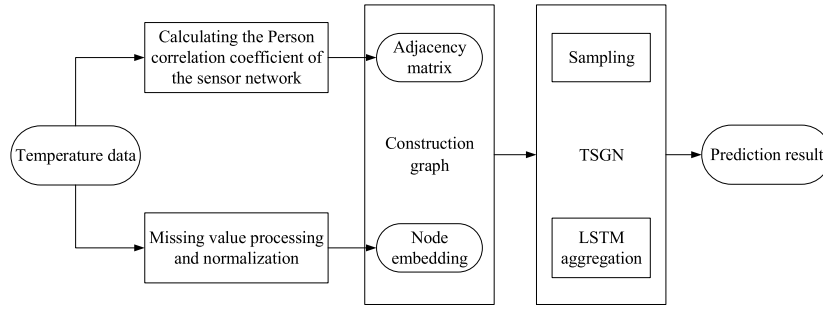 Calculating the Person
correlation coefficient of
the sensor network
Adjacency
matrix
Sampling
Temperature data
Construction
graph
TSGN
Prediction result
Missing value processing
and normalization
Node
embedding
LSTM
aggregation